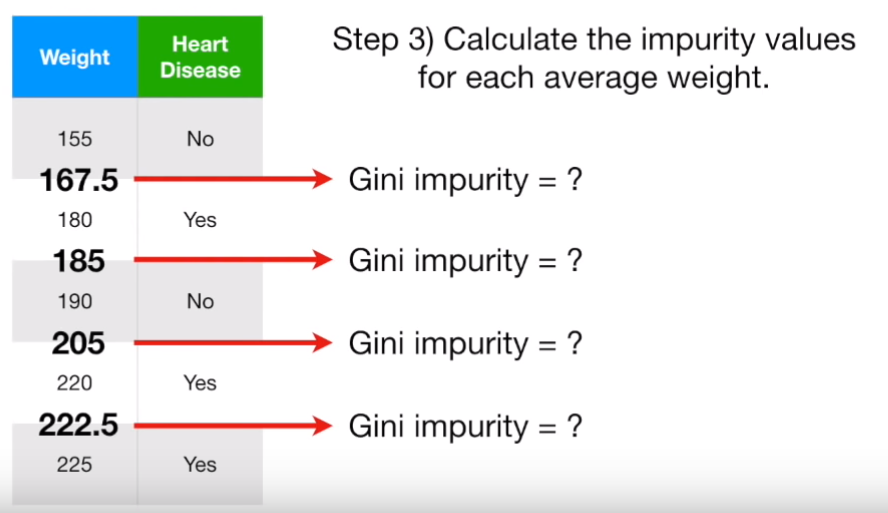 Step 3) Calculate the impurity values
for each average weight.
Weight
Heart
Disease
155 No
167.5 Gini impurity = ?
180 Yes
185 Gini impurity = ?
190 No
205 Gini impurity = ?
220 Yes
222.5 Gini impurity = ?
225 Yes